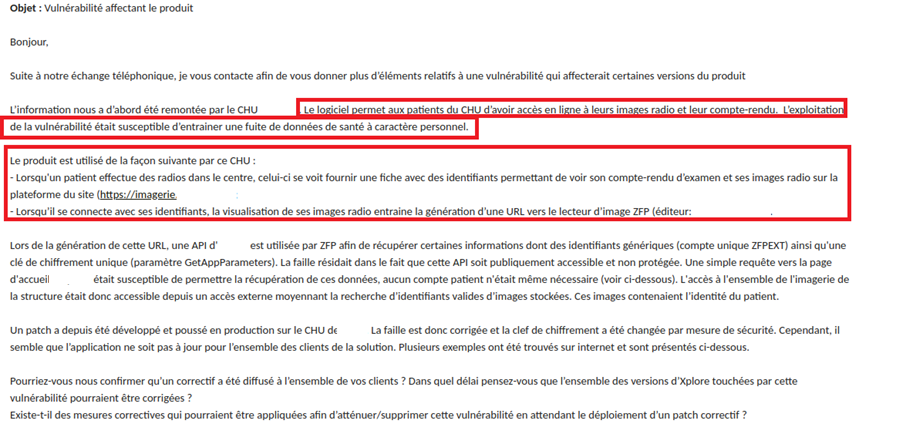 Objet : Vulnérabilité affectant le produit
Bonjour,
Suite à notre échange téléphonique, je vous contacte afin de vous donner plus d'éléments relatifs à une vulnérabilité qui affecterait certaines versions du produit
L'information nous a d'abord été remontée par le CHU Le logiciel permet aux patients du CHU d'avoir accès en ligne à leurs images radio et leur compte-rendu. L'exploitation
de la vulnérabilité était susceptible d'entrainer une fuite de données de santé à caractère personnel.
Le produit est utilisé de la façon suivante par ce CHU :
- Lorsqu'un patient effectue des radios dans le centre, celui-ci se voit fournir une fiche avec des identifiants permettant de voir son compte-rendu d'examen et ses images radio sur la
plateforme du site (https://imagerie.
- Lorsqu'il se connecte avec ses identifiants, la visualisation de ses images radio entraine la génération d'une URL vers le lecteur d'image ZFP (éditeur: .
Lors de la génération de cette URL, une API d' est utilisée par ZFP afin de récupérer certaines informations dont des identifiants génériques (compte unique ZFPEXT) ainsi qu'une
clé de chiffrement unique (paramètre GetAppParameters). La faille résidait dans le fait que cette API soit publiquement accessible et non protégée. Une simple requête vers la page
d'accueil était susceptible de permettre la récupération de ces données, aucun compte patient n'était même nécessaire (voir ci-dessous). L'accès à l'ensemble de l'imagerie de
la structure était donc accessible depuis un accès externe moyennant la recherche d'identifiants valides d'images stockées. Ces images contenaient l'identité du patient.
Un patch a depuis été développé et poussé en production sur le CHU de La faille est donc corrigée et la clef de chiffrement a été changée par mesure de sécurité. Cependant, il
semble que l'application ne soit pas à jour pour l'ensemble des clients de la solution. Plusieurs exemples ont été trouvés sur internet et sont présentés ci-dessous.
Pourriez-vous nous confirmer qu'un correctif a été diffusé à l'ensemble de vos clients ? Dans quel délai pensez-vous que l'ensemble des versions d'Xplore touchées par cette
vulnérabilité pourraient être corrigées ?
Existe-t-il des mesures correctives qui pourraient être appliquées afin d'atténuer/supprimer cette vulnérabilité en attendant le déploiement d'un patch correctif ?